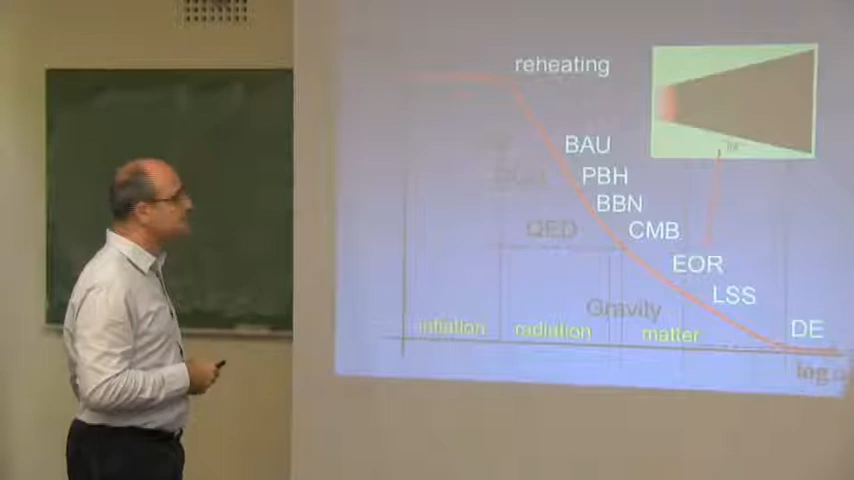 reheating
BAU
PBH
BBN
QED
CMB
EOR
LSS
Gravity
inflation
radiation
matter
DE